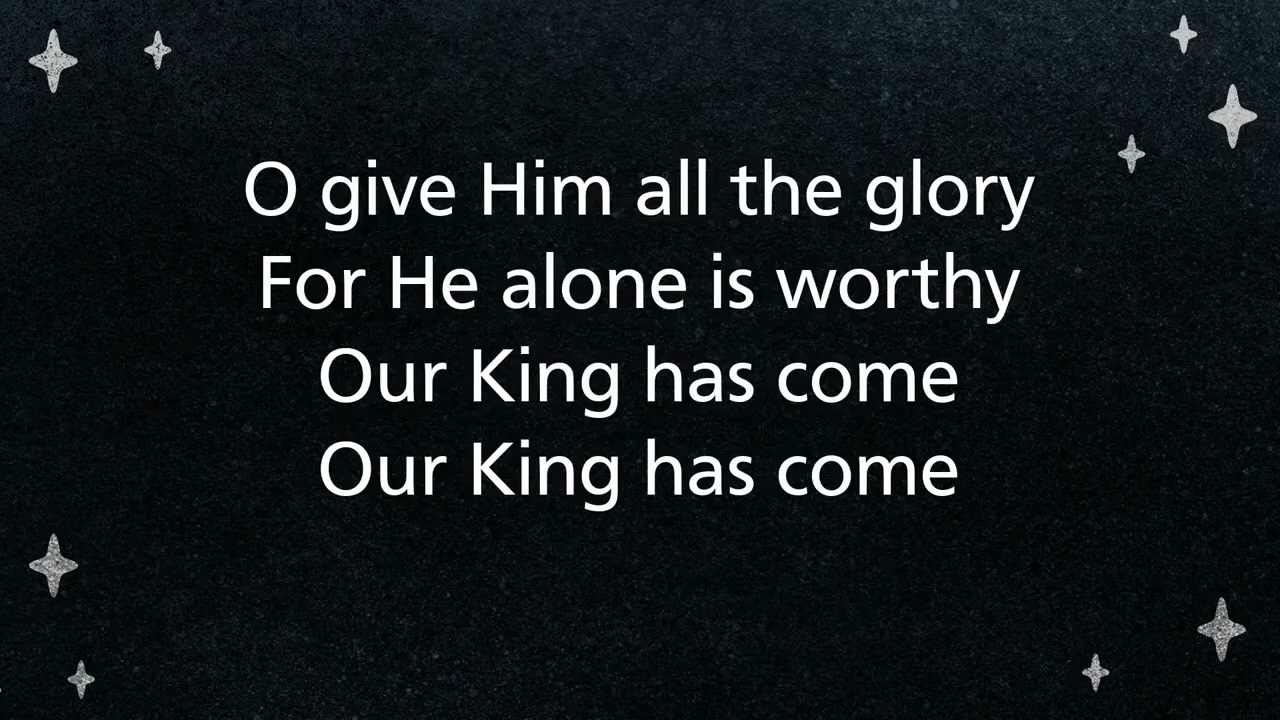 O give Him all the glory
For He alone is worthy
Our King has come
Our King has come